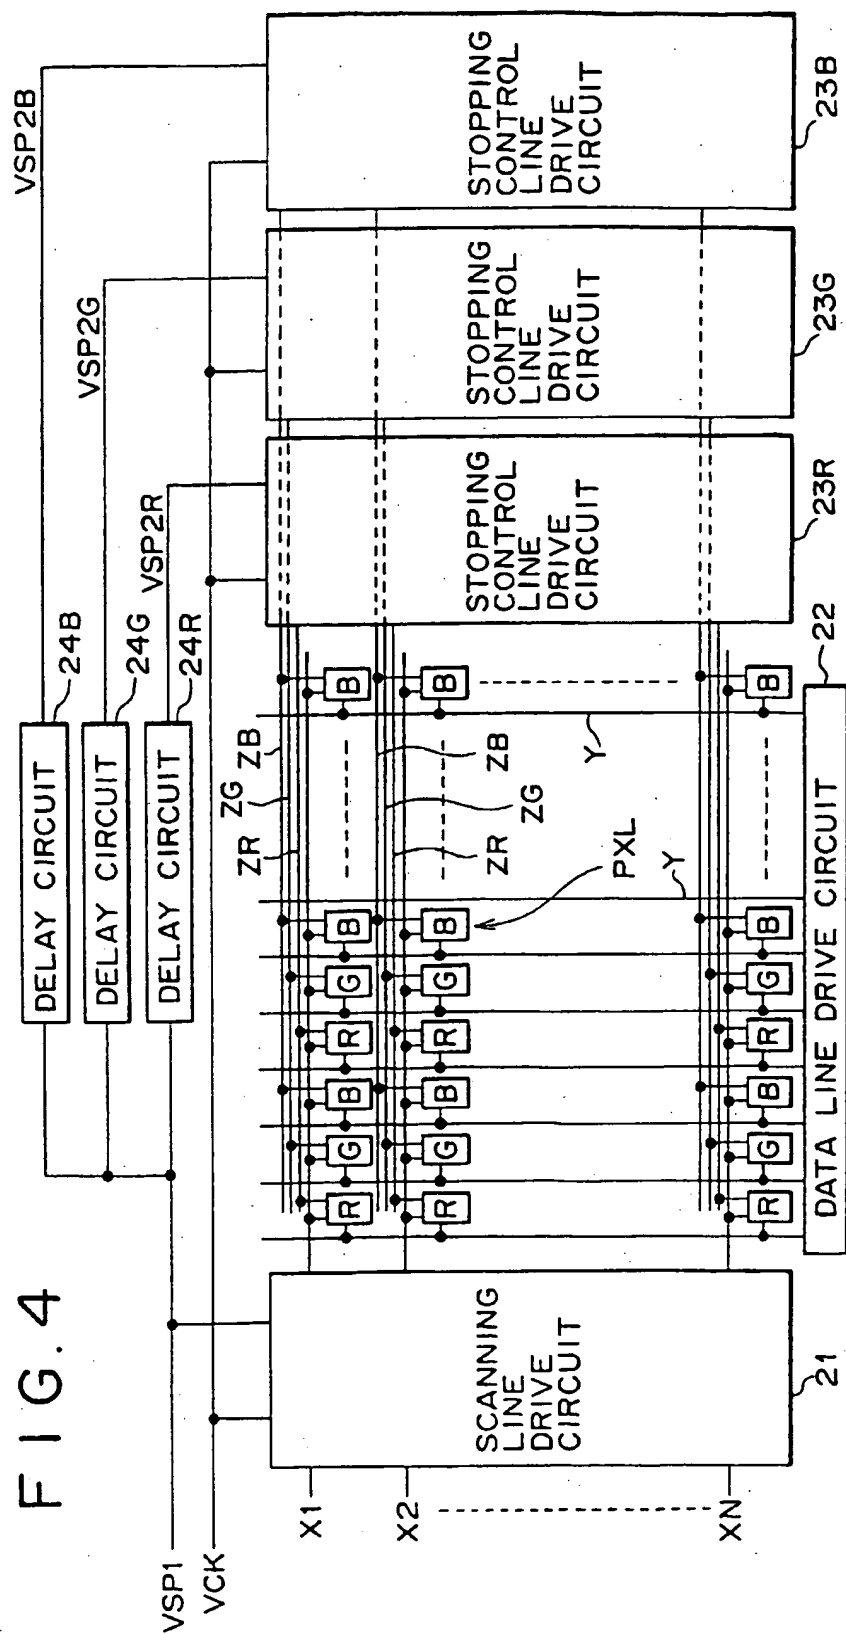 FIG. 4
VSP1
VCK
DELAY CIRCUIT
24B
VSP2B
DELAY CIRCUIT
24G
VSP2G
DELAY CIRCUIT
24R
VSP2R
X1
X2
XN
SCANNING
LINE
DRIVE
CIRCUIT
21
ZR
ZG
ZB
R
G
B
R
G
B
B
ZR
ZG
ZB
R
G
B
R
G
B
B
PXL
Y
Y
R
G
B
R
G
B
B
DATA LINE DRIVE CIRCUIT
22
STOPPING
CONTROL
LINE
DRIVE
CIRCUIT
23R
STOPPING
CONTROL
LINE
DRIVE
CIRCUIT
23G
STOPPING
CONTROL
LINE
DRIVE
CIRCUIT
23B